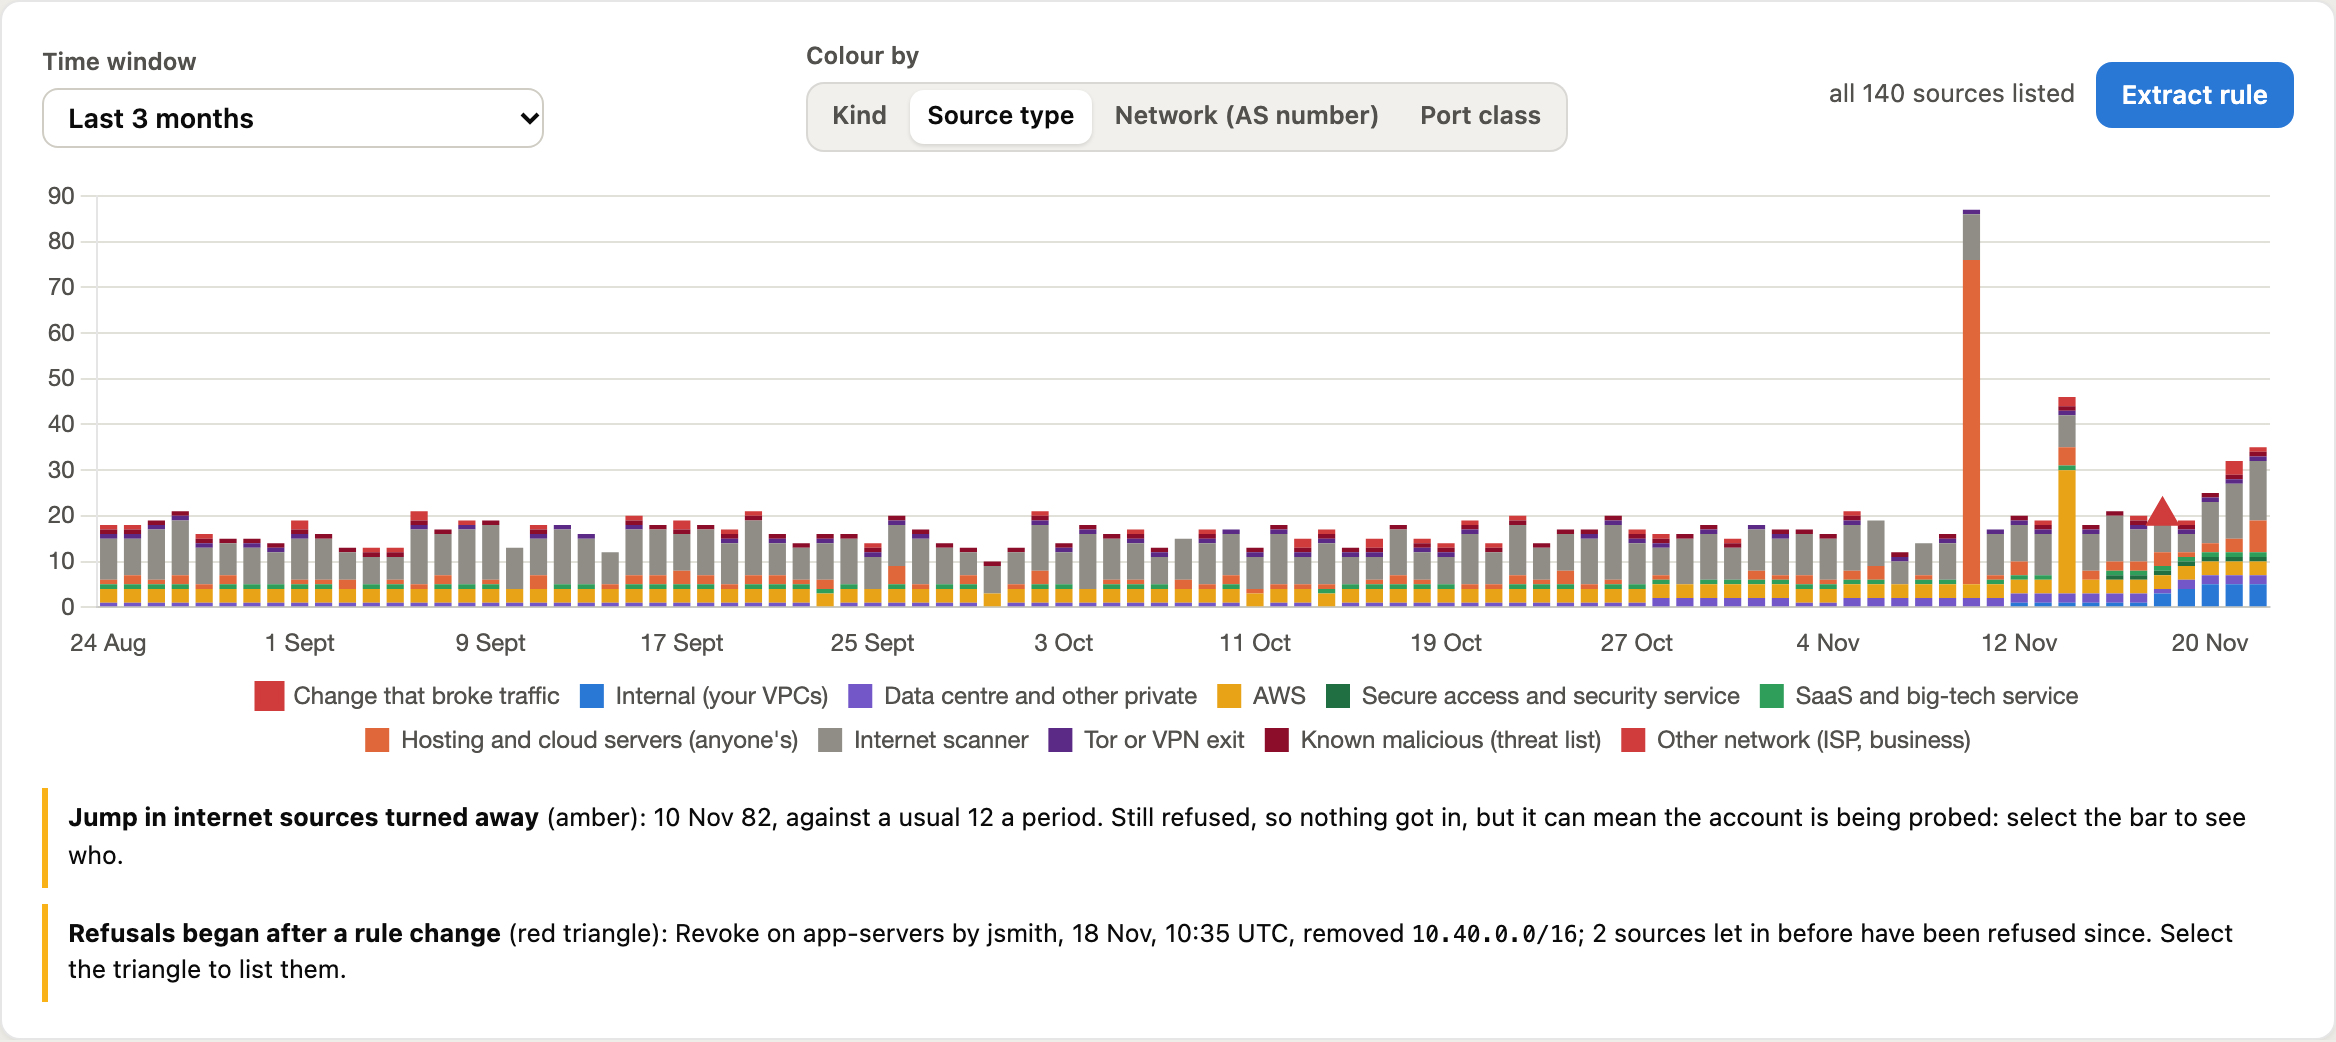 Time window
Colour by
Last 3 months
Kind
Source type
Network (AS number)
Port class
all 140 sources listed
Extract rule
90
80
70
60
50
40
30
20
10
0
24 Aug
1 Sept
9 Sept
17 Sept
25 Sept
3 Oct
11 Oct
19 Oct
27 Oct
4 Nov
12 Nov
20 Nov
Change that broke traffic
Internal (your VPCs)
Data centre and other private
AWS
Secure access and security service
SaaS and big-tech service
Hosting and cloud servers (anyone's)
Internet scanner
Tor or VPN exit
Known malicious (threat list)
Other network (ISP, business)
Jump in internet sources turned away (amber): 10 Nov 82, against a usual 12 a period. Still refused, so nothing got in, but it can mean the account is being probed: select the bar to see
who.
Refusals began after a rule change (red triangle): Revoke on app-servers by jsmith, 18 Nov, 10:35 UTC, removed 10.40.0.0/16; 2 sources let in before have been refused since. Select
the triangle to list them.